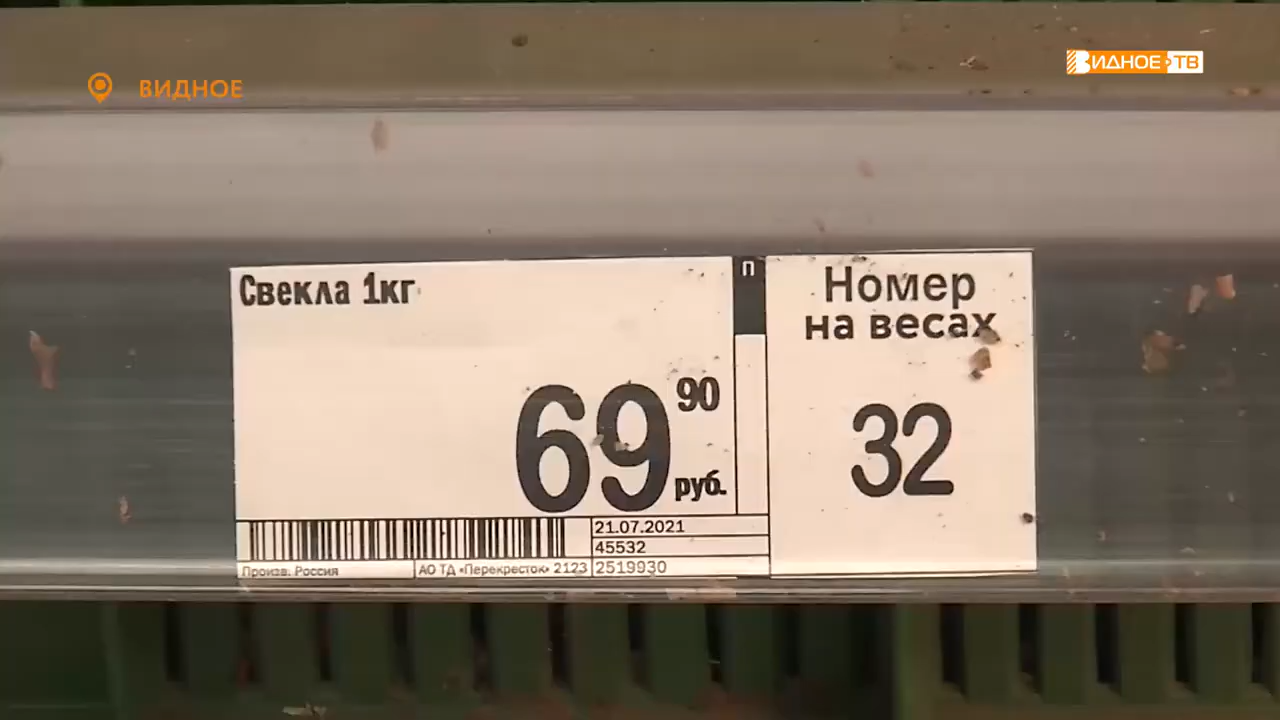 ВИДНОЕ
ВИДНОЕ ТВ
Свекла 1кг
П
69 90
руб.
21.07.2021
45532
Произв. Россия
АО ТД «Перекресток» 2123
2519930
Номер
на весах
32